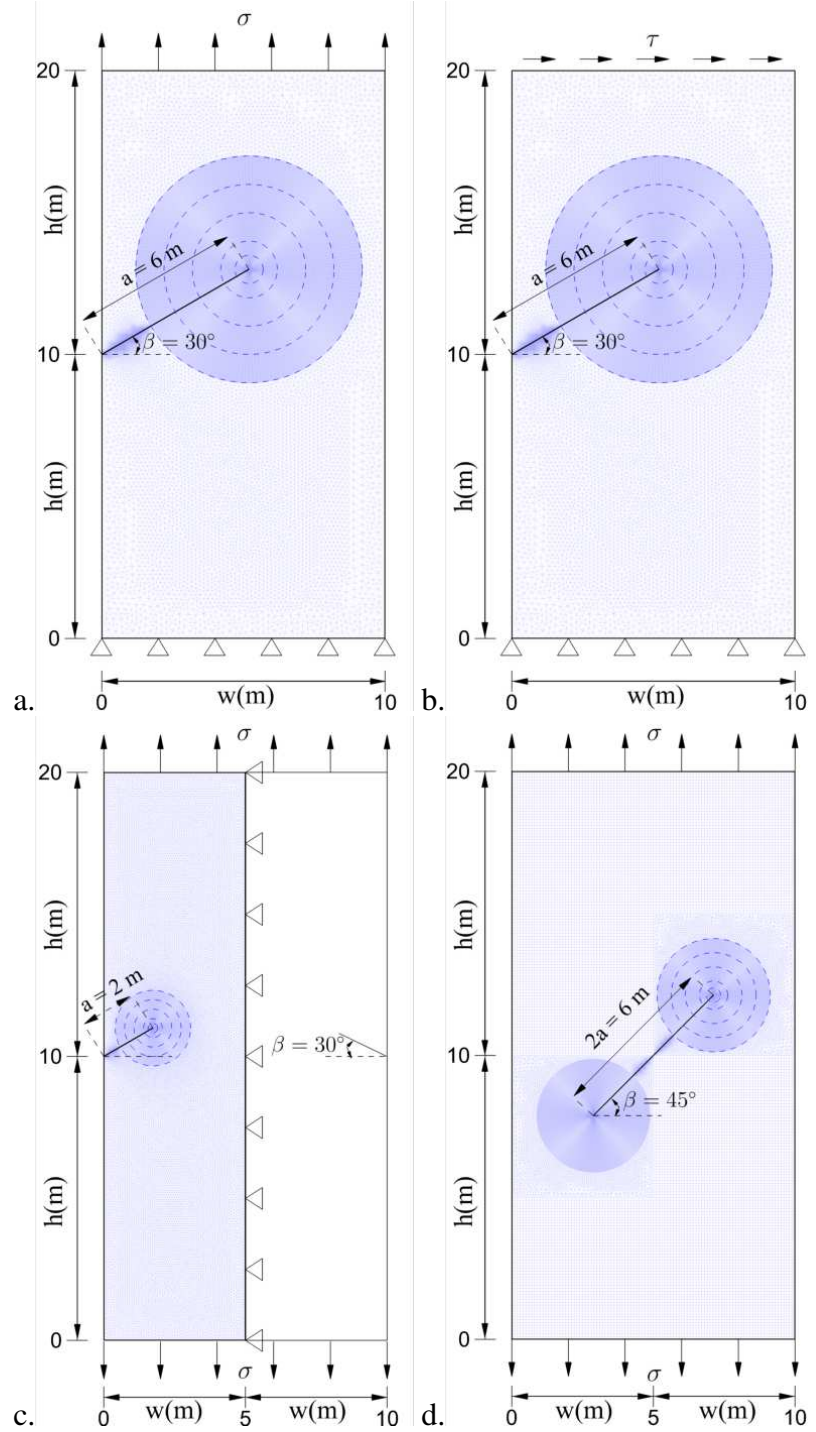 σ
20
h(m)
a = 6 m
β = 30°
10
h(m)
0
a.
0
w(m)
10
τ
20
h(m)
a = 6 m
β = 30°
10
h(m)
0
b.
0
w(m)
10
σ
20
h(m)
a = 2 m
10
β = 30°
h(m)
0
σ
c.
0
w(m)
5
w(m)
10
σ
20
h(m)
2a = 6 m
10
β = 45°
h(m)
0
σ
d.
0
w(m)
5
w(m)
10